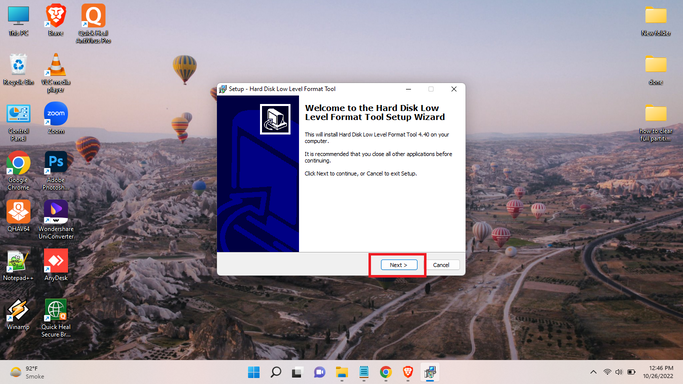 This PC
Brave
Quick Heal
AntiVirus Pro
New folder
Recycle Bin
VLC media
player
done
Control
Panel
zoom
Zoom
how to clear
full partitin...
Google
Chrome
Ps
Adobe
Photosh...
QHAV64
Wondershare
UniConverter
Notepad++
AnyDesk
Winamp
Quick Heal
Secure Br...
Setup - Hard Disk Low Level Format Tool
Welcome to the Hard Disk Low
Level Format Tool Setup Wizard
This will install Hard Disk Low Level Format Tool 4.40 on your
computer.
It is recommended that you close all other applications before
continuing.
Click Next to continue, or Cancel to exit Setup.
Next >
Cancel
92°F
Smoke
12:46 PM
10/26/2022